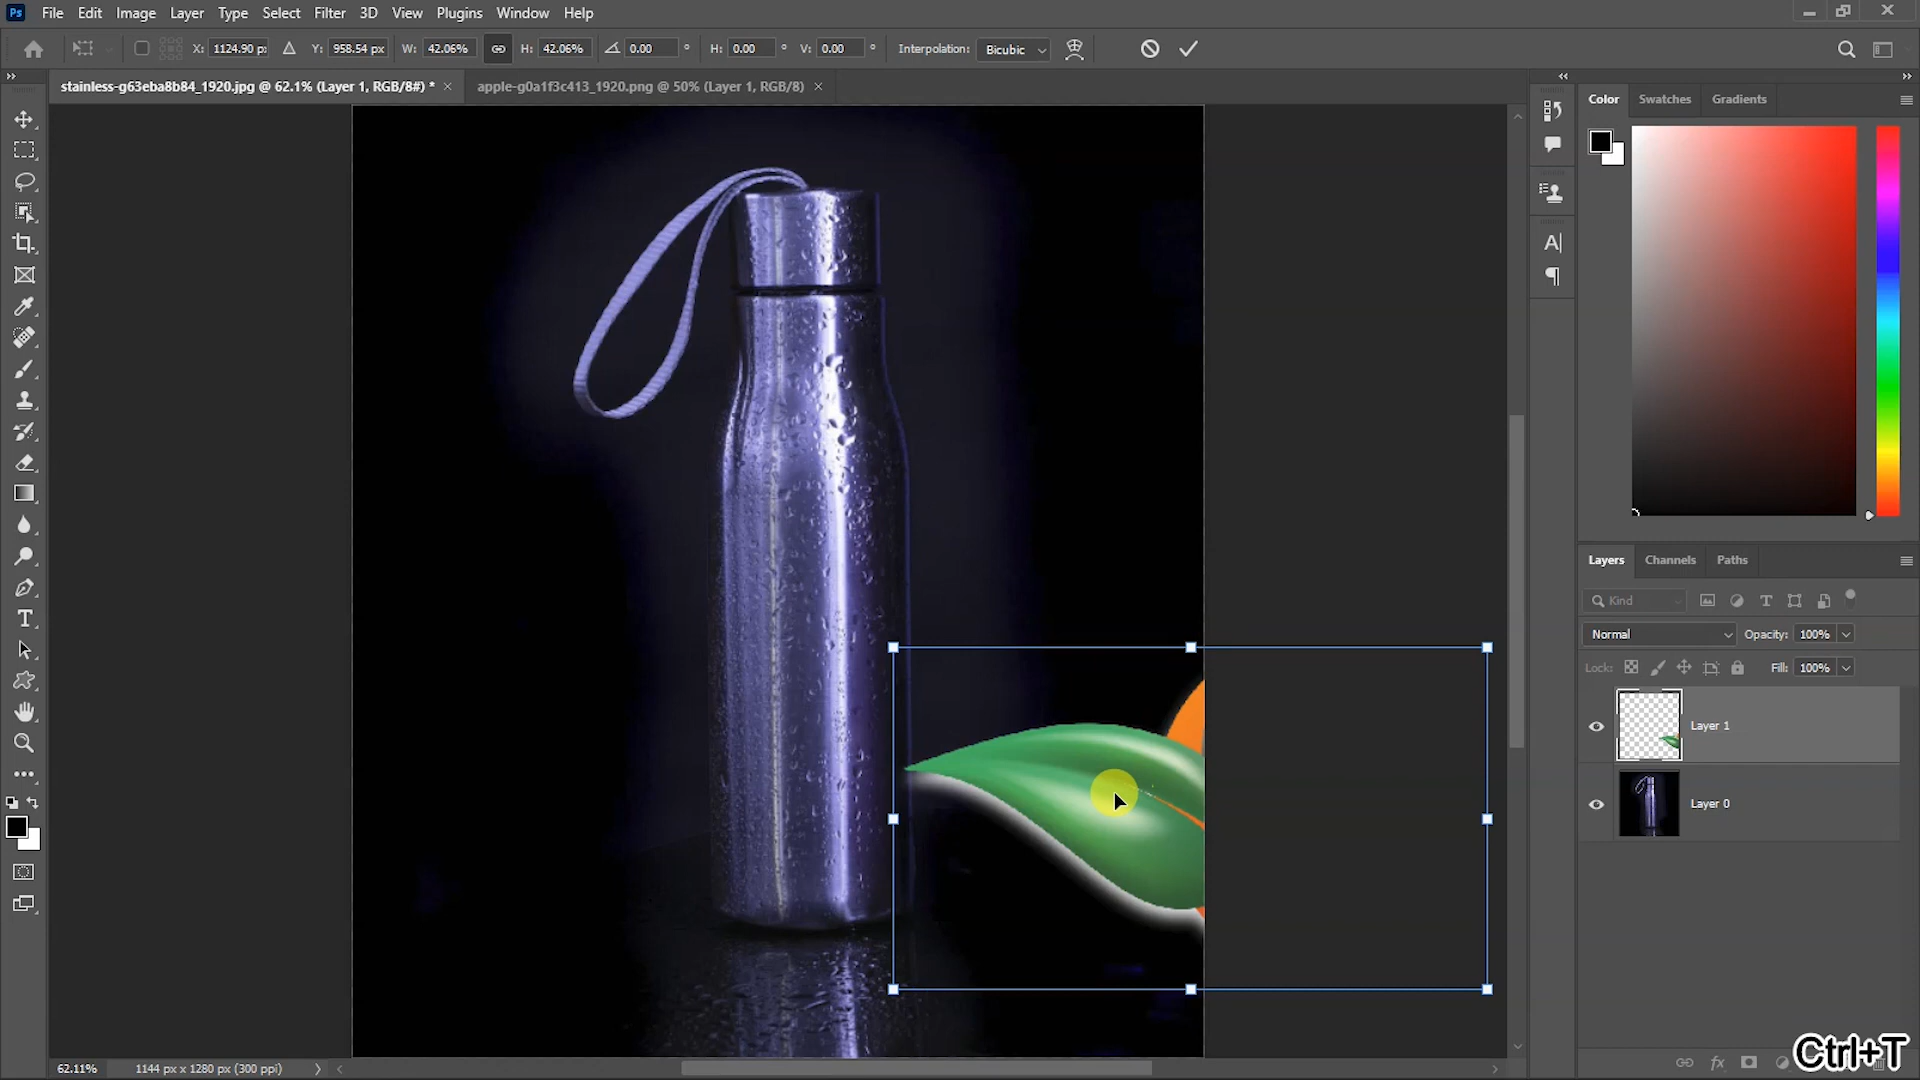 Ps File Edit Image Layer Type Select Filter 3D View Plugins Window Help
X: 1124.90 px Y: 958.54 px W: 42.06% H: 42.06% 0.00 ° H: 0.00 ° V: 0.00 ° Interpolation: Bicubic
stainless-g63eba8b84_1920.jpg @ 62.1% (Layer 1, RGB/8#) * × apple-g0a1f3c413_1920.png @ 50% (Layer 1, RGB/8) ×
Color Swatches Gradients
Layers Channels Paths
Kind
Normal Opacity: 100%
Lock: Fill: 100%
Layer 1
Layer 0
62.11% 1144 px x 1280 px (300 ppi)
Ctrl+T